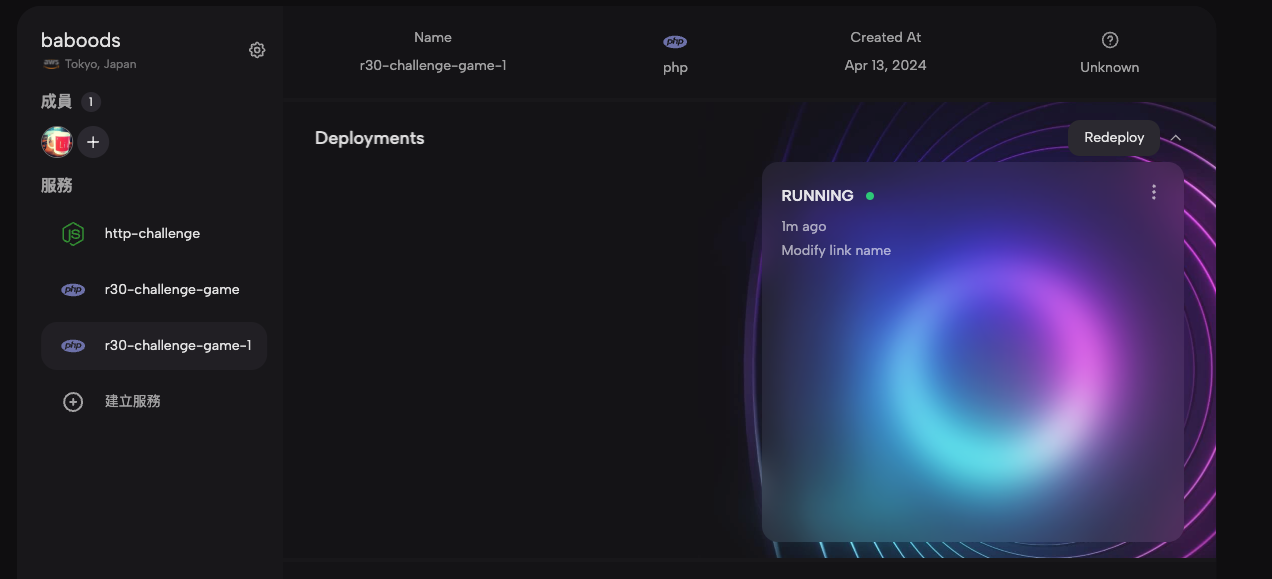 baboods
aws Tokyo, Japan
成員 1
+
服務
JS http-challenge
php r30-challenge-game
php r30-challenge-game-1
建立服務
Name
r30-challenge-game-1
php
php
Created At
Apr 13, 2024
?
Unknown
Deployments
Redeploy
RUNNING
1m ago
Modify link name